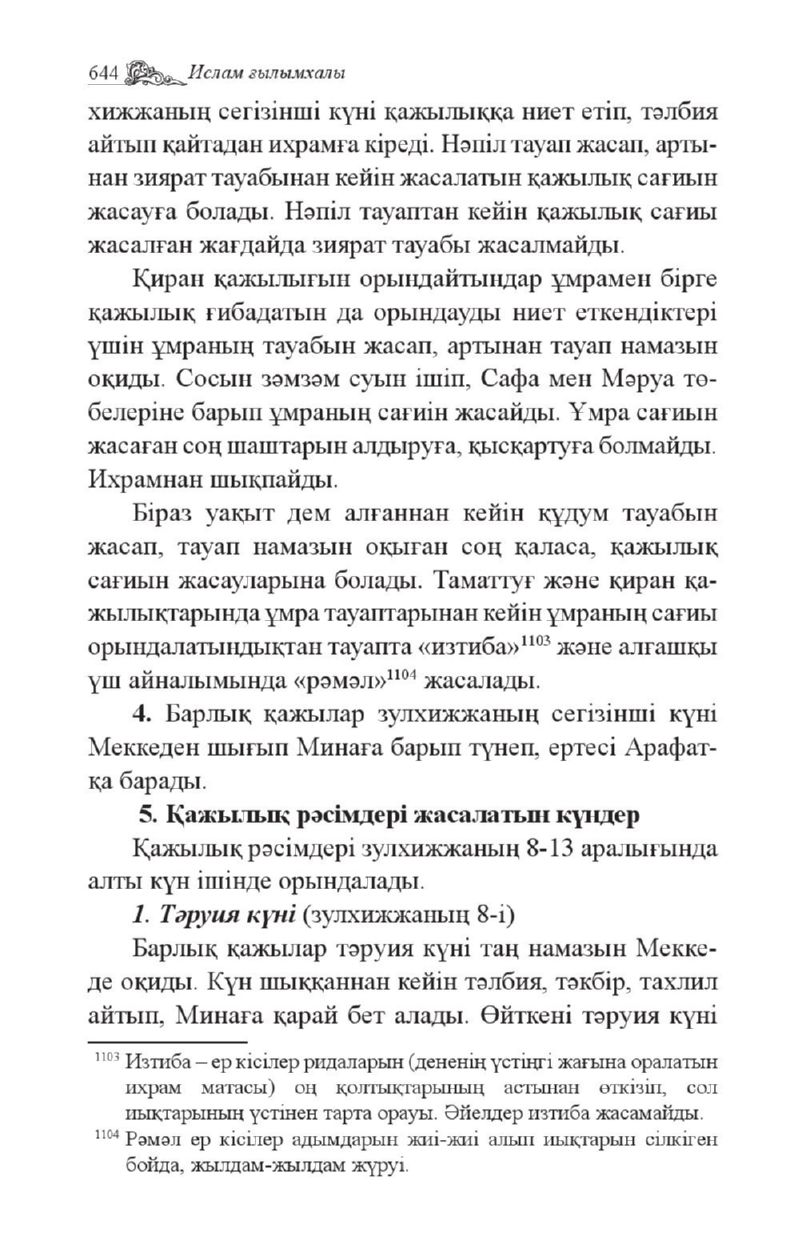 644 Ислам ғылымхалы
хижжаның сегізінші күні қажылыққа ниет етіп, тәлбия
айтып қайтадан ихрамға кіреді. Нәпіл тауап жасап, арты-
нан зиярат тауабынан кейін жасалатын қажылық сағиын
жасауға болады. Нәпіл тауаптан кейін қажылық сағиы
жасалған жағдайда зиярат тауабы жасалмайды.
Қиран қажылығын орындайтындар ұмрамен бірге
қажылық ғибадатын да орындауды ниет еткендіктері
үшін ұмраның тауабын жасап, артынан тауап намазын
оқиды. Сосын зәмзәм суын ішіп, Сафа мен Мәруа тө-
белеріне барып ұмраның сағиін жасайды. Ұмра сағиын
жасаған соң шаштарын алдыруға, қысқартуға болмайды.
Ихрамнан шықпайды.
Біраз уақыт дем алғаннан кейін құдум тауабын
жасап, тауап намазын оқыған соң қаласа, қажылық
сағиын жасауларына болады. Таматтуғ және қиран қа-
жылықтарында ұмра тауаптарынан кейін ұмраның сағиы
орындалатындықтан тауапта «изтиба»¹¹⁰³ және алғашқы
үш айналымында «рәмәл»¹¹⁰⁴ жасалады.
4. Барлық қажылар зулхижжаның сегізінші күні
Меккеден шығып Минаға барып түнеп, ертесі Арафат-
қа барады.
5. Қажылық рәсімдері жасалатын күндер
Қажылық рәсімдері зулхижжаның 8-13 аралығында
алты күн ішінде орындалады.
1. Тәруия күні (зулхижжаның 8-і)
Барлық қажылар тәруия күні таң намазын Мекке-
де оқиды. Күн шыққаннан кейін тәлбия, тәкбір, тахлил
айтып, Минаға қарай бет алады. Өйткені тәруия күні
¹¹⁰³ Изтиба – ер кісілер ридаларын (дененің үстіңгі жағына оралатын
ихрам матасы) оң қолтықтарының астынан өткізіп, сол
иықтарының үстінен тарта орауы. Әйелдер изтиба жасамайды.
¹¹⁰⁴ Рәмәл ер кісілер адымдарын жиі-жиі алып иықтарын сілкіген
бойда, жылдам-жылдам жүруі.